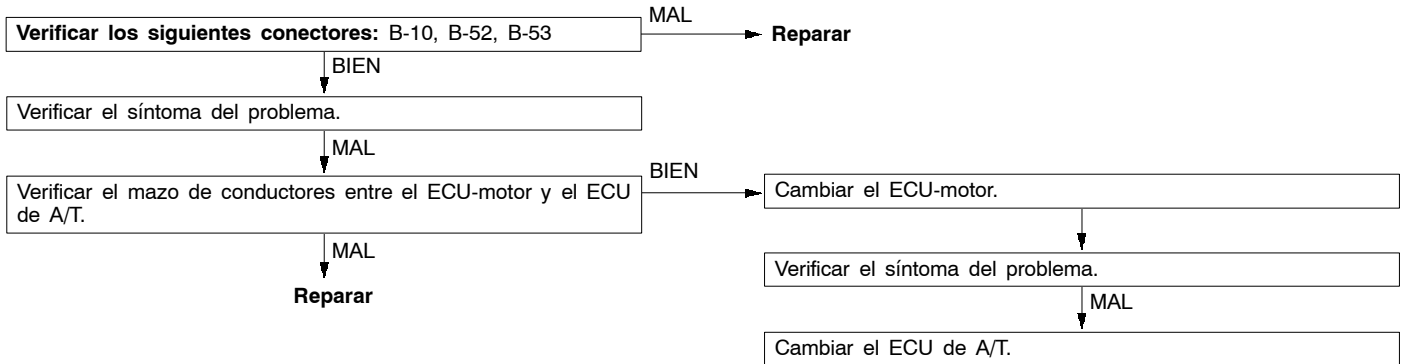 Verificar los siguientes conectores: B-10, B-52, B-53
MAL
Reparar
BIEN
Verificar el síntoma del problema.
MAL
Verificar el mazo de conductores entre el ECU-motor y el ECU
de A/T.
BIEN
Cambiar el ECU-motor.
MAL
Reparar
Verificar el síntoma del problema.
MAL
Cambiar el ECU de A/T.